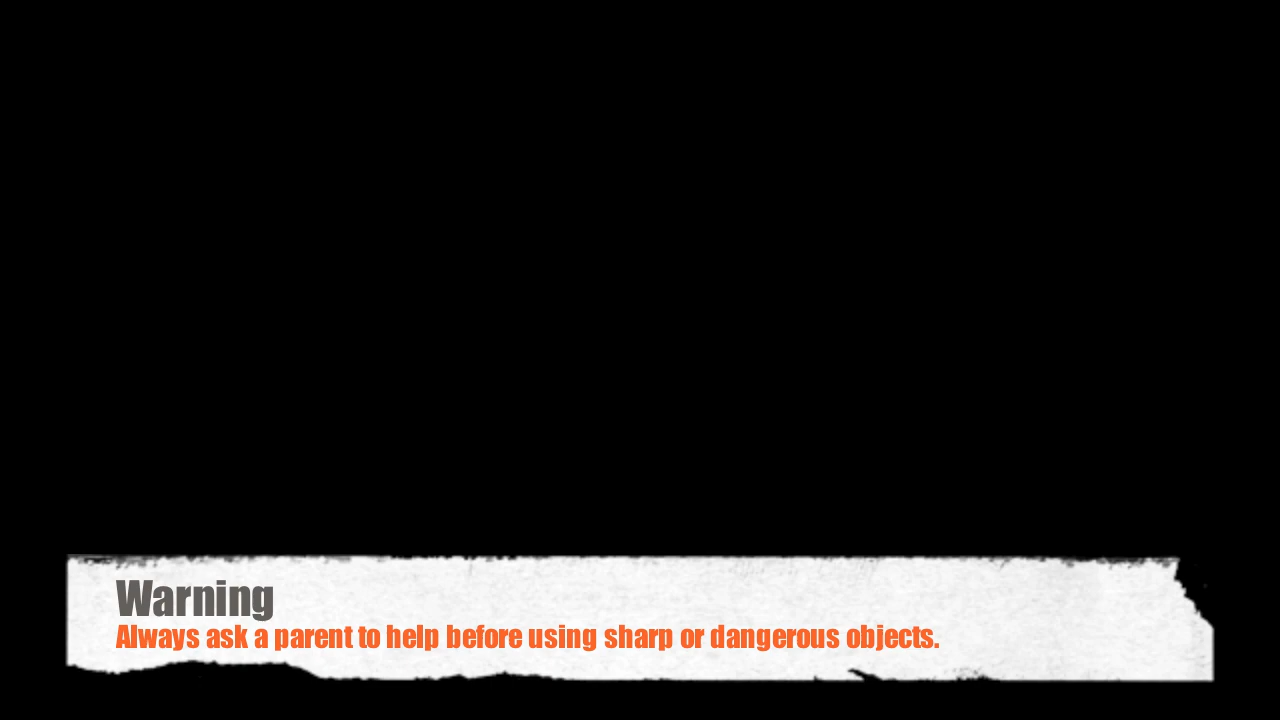 Warning
Always ask a parent to help before using sharp or dangerous objects.